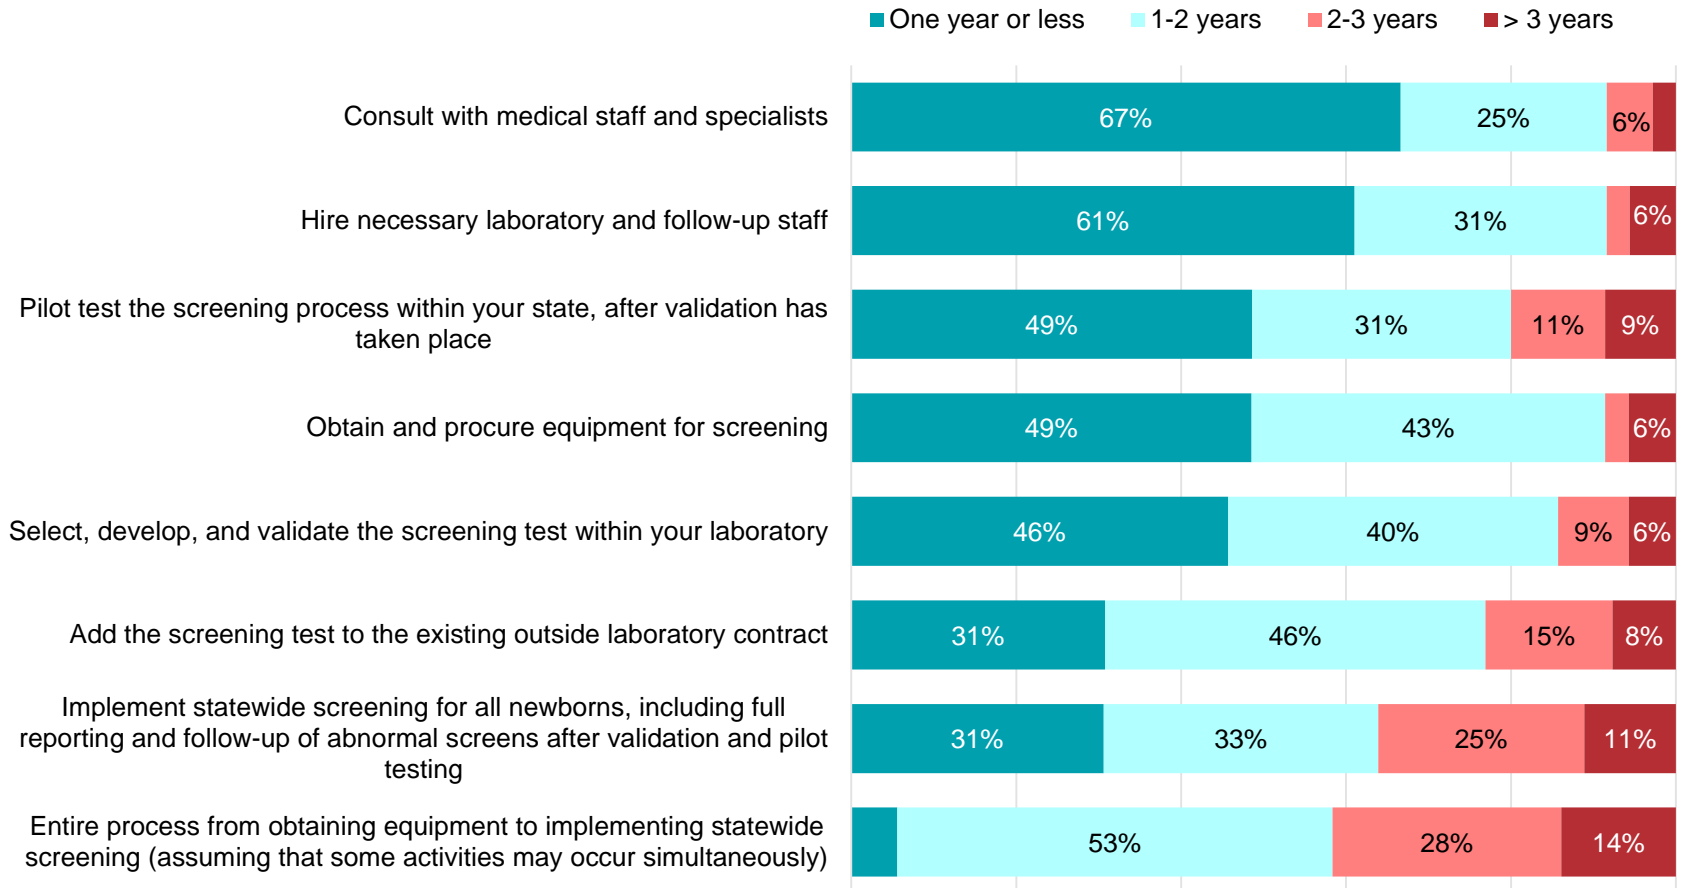 One year or less 1-2 years 2-3 years > 3 years
Consult with medical staff and specialists
67% 25% 6%
Hire necessary laboratory and follow-up staff
61% 31% 6%
Pilot test the screening process within your state, after validation has
taken place
49% 31% 11% 9%
Obtain and procure equipment for screening
49% 43% 6%
Select, develop, and validate the screening test within your laboratory
46% 40% 9% 6%
Add the screening test to the existing outside laboratory contract
31% 46% 15% 8%
Implement statewide screening for all newborns, including full
reporting and follow-up of abnormal screens after validation and pilot
testing
31% 33% 25% 11%
Entire process from obtaining equipment to implementing statewide
screening (assuming that some activities may occur simultaneously)
53% 28% 14%